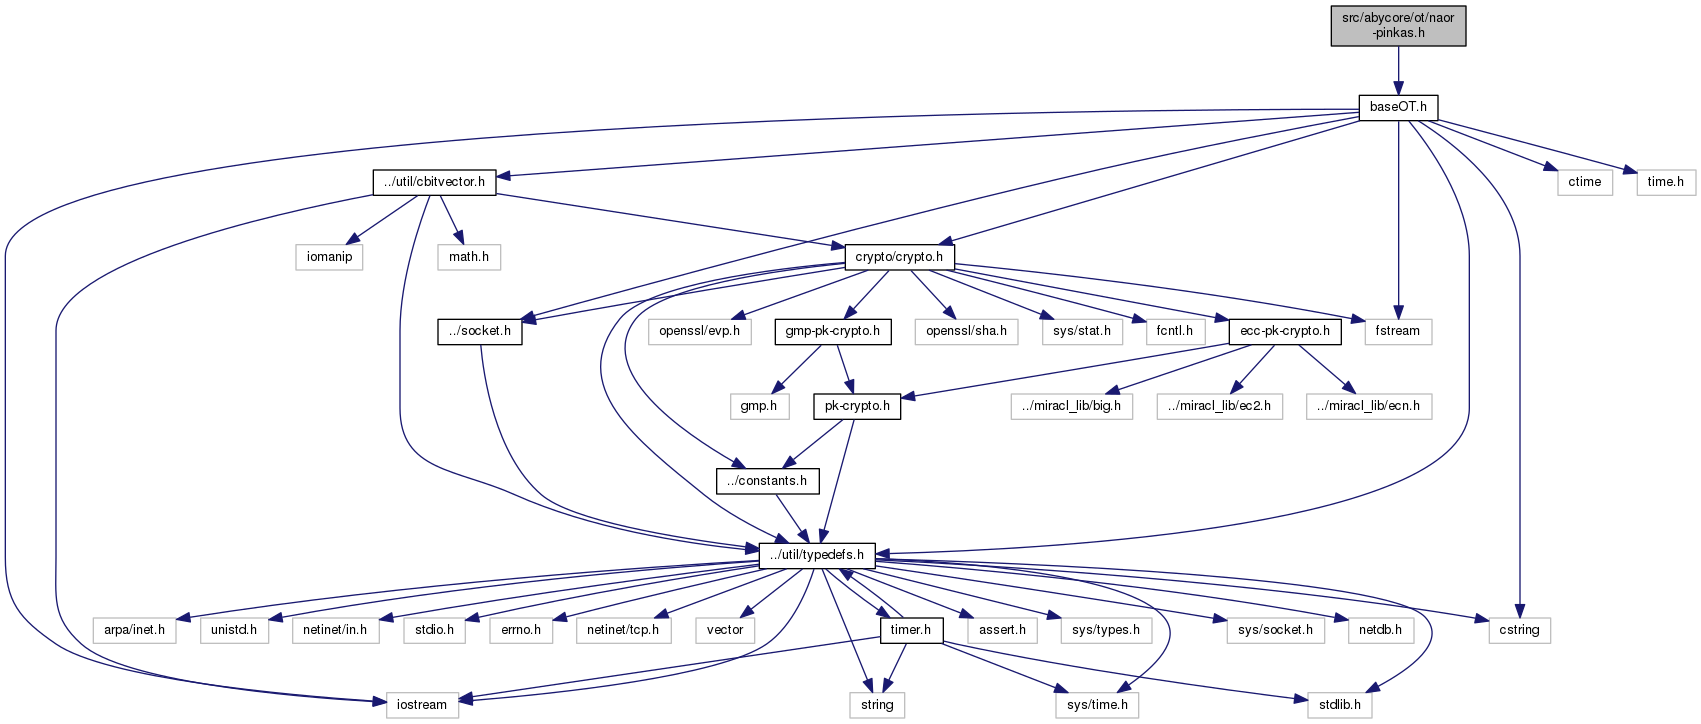 src/abycore/ot/naor
-pinkas.h
baseOT.h
../util/cbitvector.h
ctime
time.h
iomanip
math.h
crypto/crypto.h
../socket.h
openssl/evp.h
gmp-pk-crypto.h
openssl/sha.h
sys/stat.h
fcntl.h
ecc-pk-crypto.h
fstream
gmp.h
pk-crypto.h
../miracl_lib/big.h
../miracl_lib/ec2.h
../miracl_lib/ecn.h
../constants.h
../util/typedefs.h
arpa/inet.h
unistd.h
netinet/in.h
stdio.h
errno.h
netinet/tcp.h
vector
timer.h
assert.h
sys/types.h
sys/socket.h
netdb.h
cstring
iostream
string
sys/time.h
stdlib.h